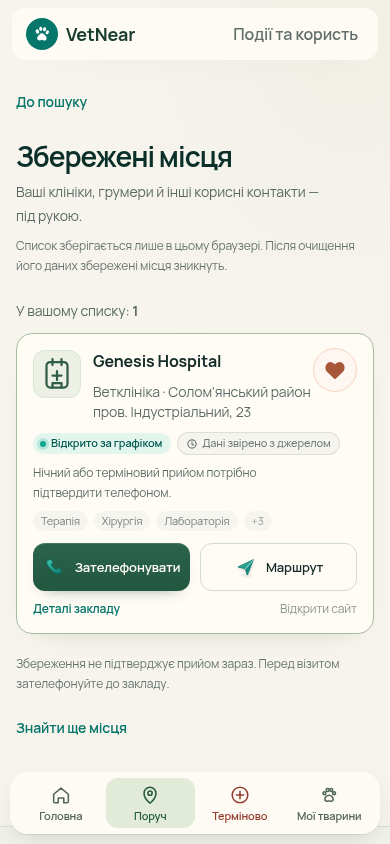 VetNear
Події та користь
До пошуку
Збережені місця
Ваші клініки, грумери й інші корисні контакти —
під рукою.
Список зберігається лише в цьому браузері. Після очищення
його даних збережені місця зникнуть.
У вашому списку: 1
Genesis Hospital
Ветклініка · Солом'янський район
пров. Індустріальний, 23
Відкрито за графіком
Дані звірено з джерелом
Нічний або терміновий прийом потрібно
підтвердити телефоном.
Терапія
Хірургія
Лабораторія
+3
Зателефонувати
Маршрут
Деталі закладу
Відкрити сайт
Збереження не підтверджує прийом зараз. Перед візитом
зателефонуйте до закладу.
Знайти ще місця
Головна
Поруч
Терміново
Мої тварини